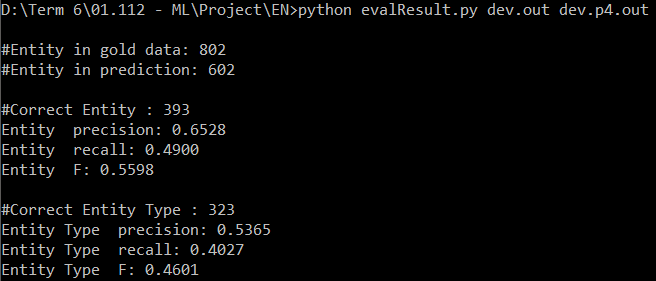 D:\Term 6\01.112 - ML\Project\EN>python evalResult.py dev.out dev.p4.out
#Entity in gold data: 802
#Entity in prediction: 602
#Correct Entity : 393
Entity  precision: 0.6528
Entity  recall: 0.4900
Entity  F: 0.5598
#Correct Entity Type : 323
Entity Type  precision: 0.5365
Entity Type  recall: 0.4027
Entity Type  F: 0.4601